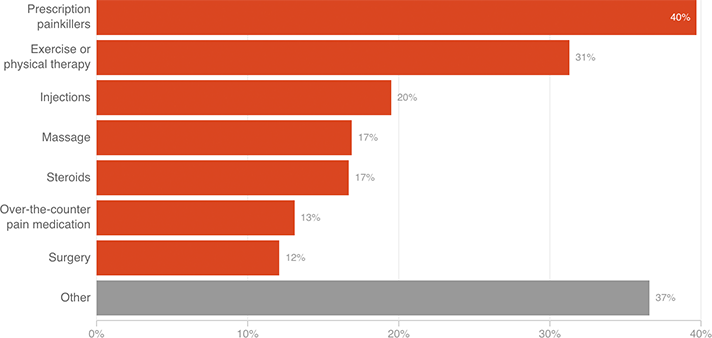 Prescription
painkillers
40%
Exercise or
physical therapy
31%
Injections
20%
Massage
17%
Steroids
17%
Over-the-counter
pain medication
13%
Surgery
12%
Other
37%
0%
10%
20%
30%
40%